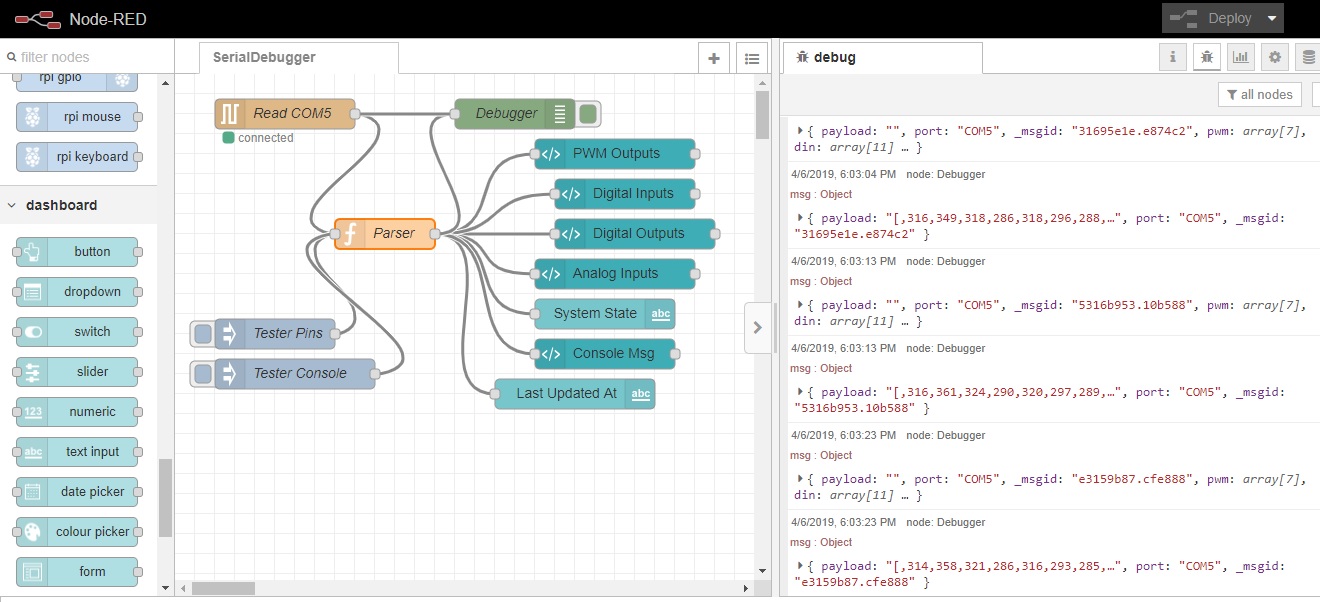 Node-RED
Deploy
filter nodes
rpi gpio
rpi mouse
rpi keyboard
dashboard
button
dropdown
switch
slider
123 numeric
abc text input
date picker
colour picker
form
SerialDebugger
Read COM5
connected
Debugger
PWM Outputs
Digital Inputs
Parser
Digital Outputs
Analog Inputs
System State abc
Tester Pins
Console Msg
Tester Console
Last Updated At abc
debug
all nodes
{ payload: "", port: "COM5", _msgid: "31695e1e.e874c2", pwm: array[7],
din: array[11] … }
4/6/2019, 6:03:04 PM node: Debugger
msg : Object
{ payload: "[,316,349,318,286,318,296,288,…", port: "COM5", _msgid:
"31695e1e.e874c2" }
4/6/2019, 6:03:13 PM node: Debugger
msg : Object
{ payload: "", port: "COM5", _msgid: "5316b953.10b588", pwm: array[7],
din: array[11] … }
4/6/2019, 6:03:13 PM node: Debugger
msg : Object
{ payload: "[,316,361,324,290,320,297,289,…", port: "COM5", _msgid:
"5316b953.10b588" }
4/6/2019, 6:03:23 PM node: Debugger
msg : Object
{ payload: "", port: "COM5", _msgid: "e3159b87.cfe888", pwm: array[7],
din: array[11] … }
4/6/2019, 6:03:23 PM node: Debugger
msg : Object
{ payload: "[,314,358,321,286,316,293,285,…", port: "COM5", _msgid:
"e3159b87.cfe888" }